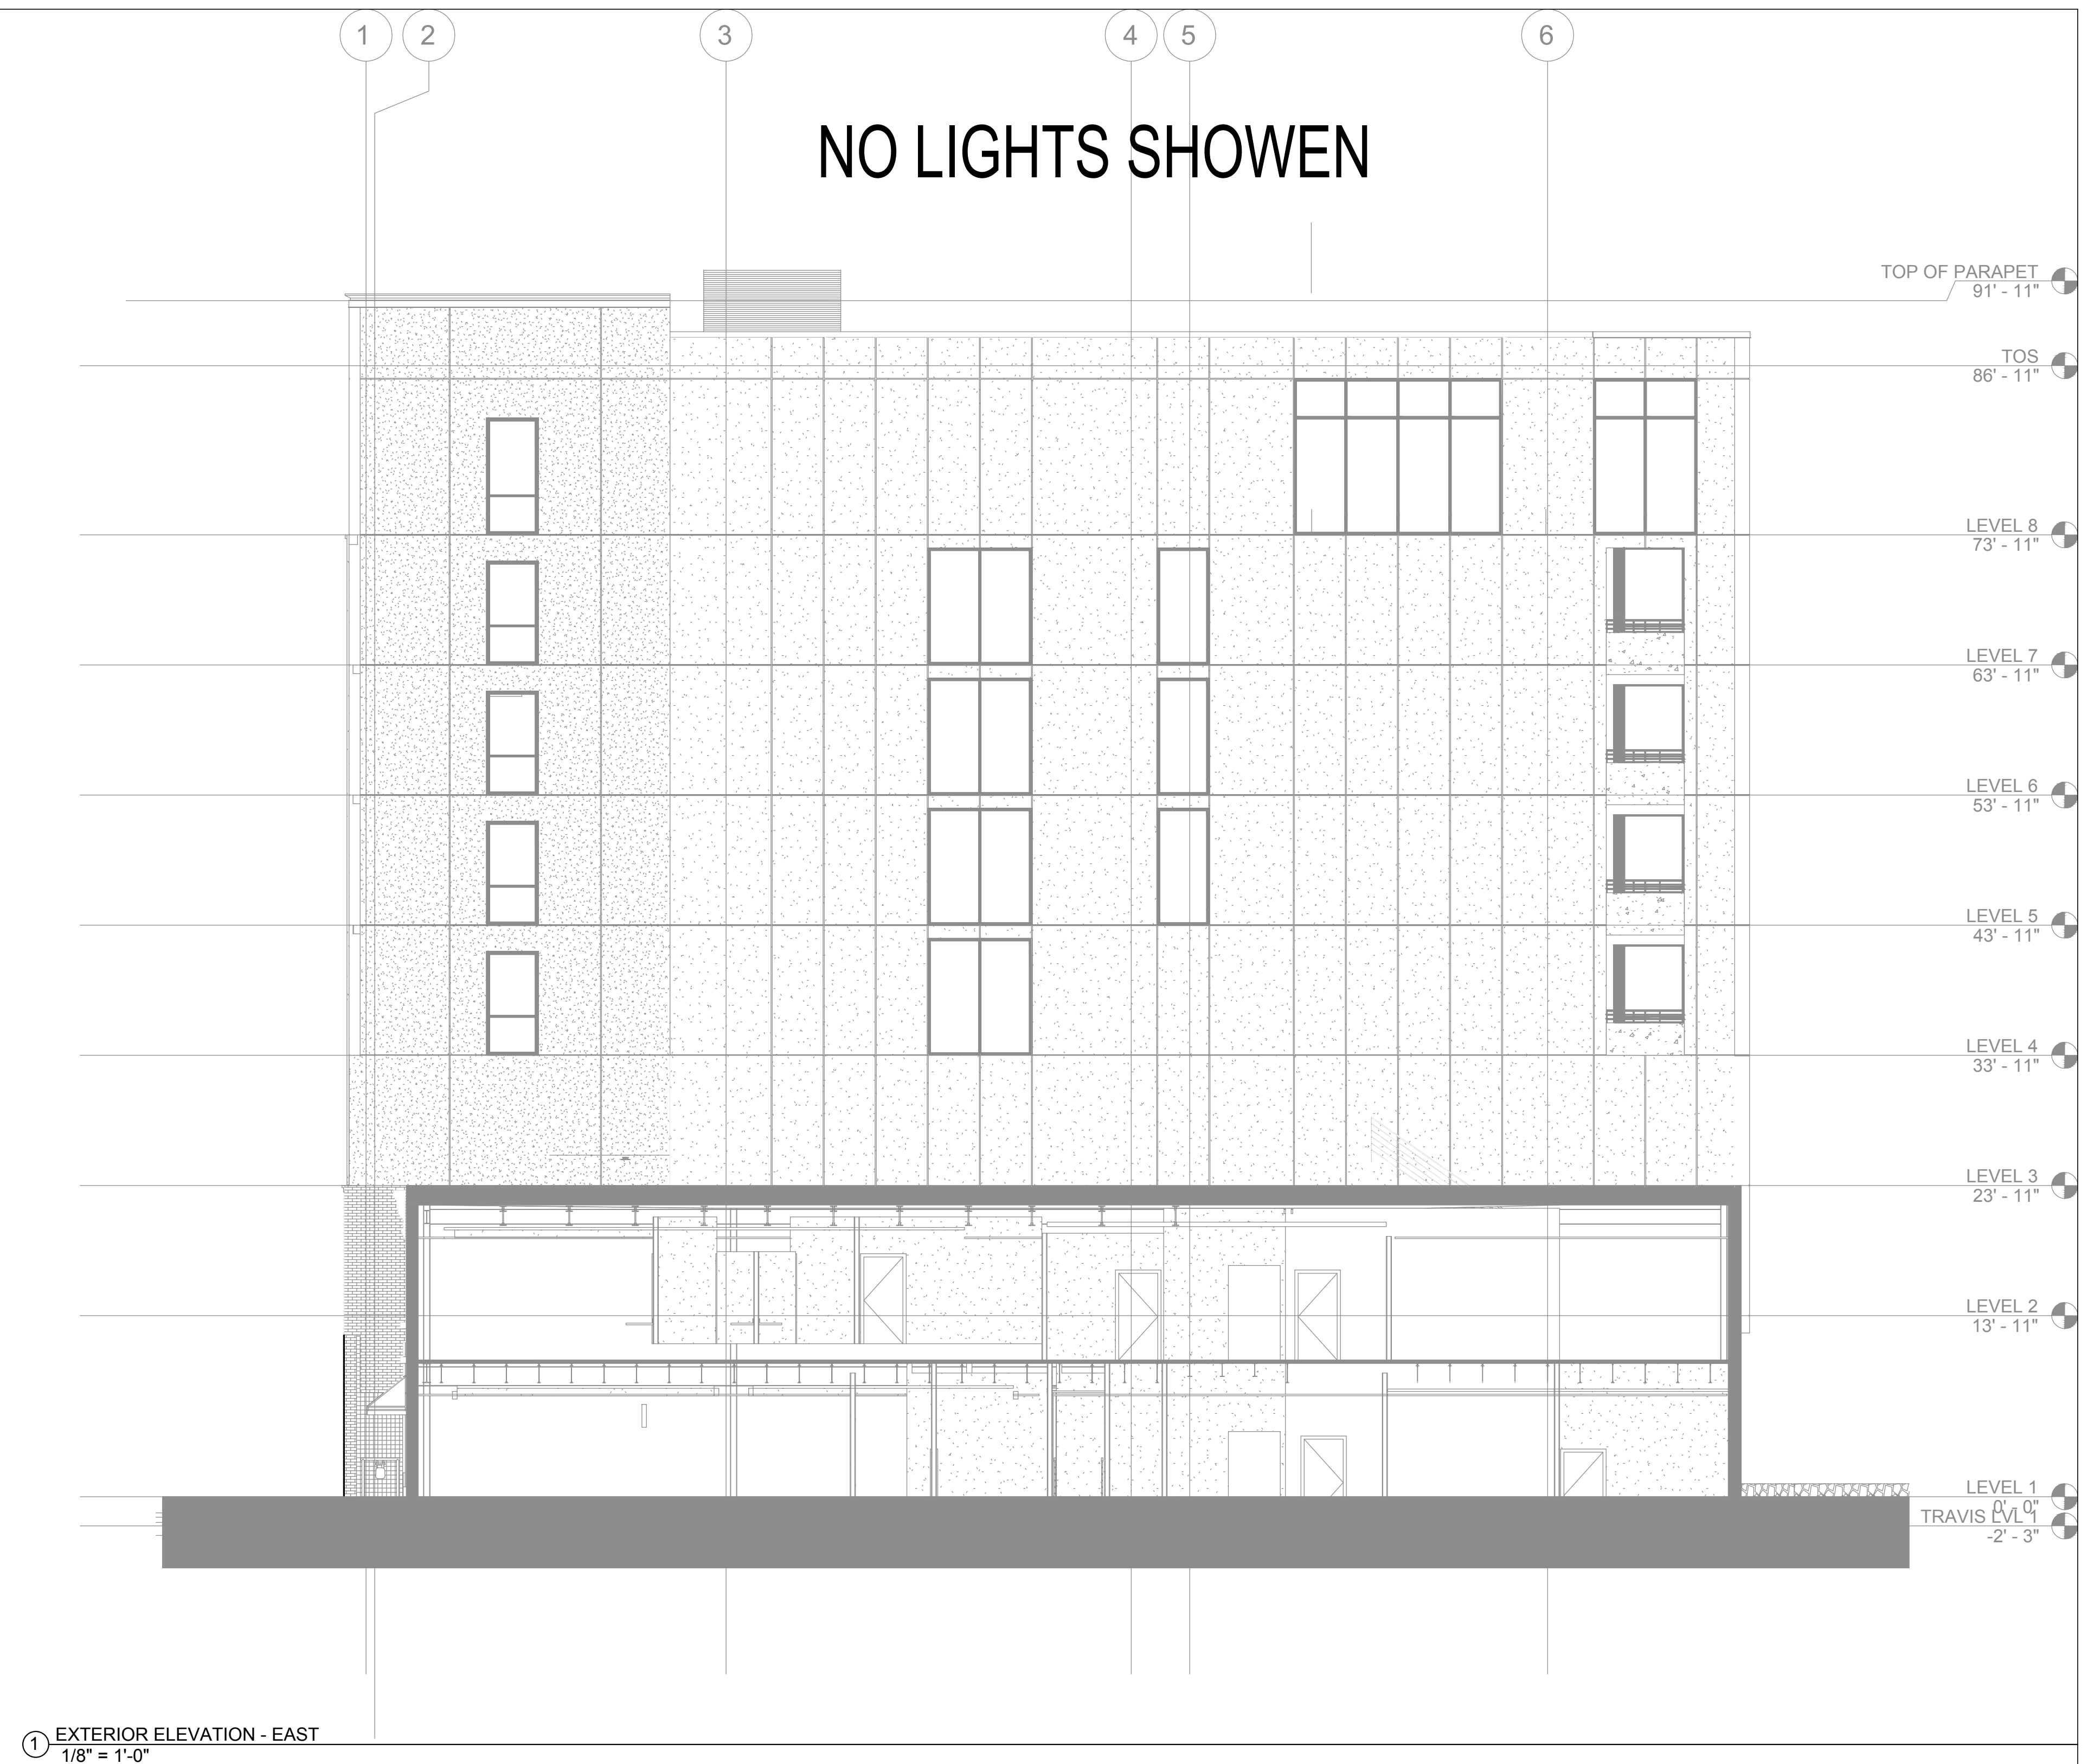 1 2 3 4 5 6
NO LIGHTS SHOWEN
TOP OF PARAPET
91' - 11"
TOS
86' - 11"
LEVEL 8
73' - 11"
LEVEL 7
63' - 11"
LEVEL 6
53' - 11"
LEVEL 5
43' - 11"
LEVEL 4
33' - 11"
LEVEL 3
23' - 11"
LEVEL 2
13' - 11"
LEVEL 1
0' - 0"
TRAVIS LVL 1
-2' - 3"
1 EXTERIOR ELEVATION - EAST
1/8" = 1'-0"